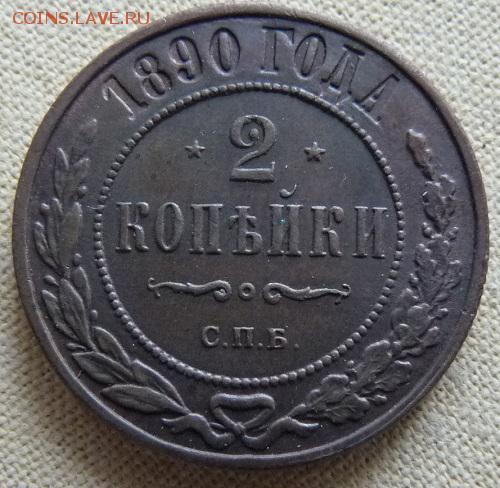 COINS.LAVE.RU
1890 ГОДА
2
КОПѢЙКИ
С.П.Б.